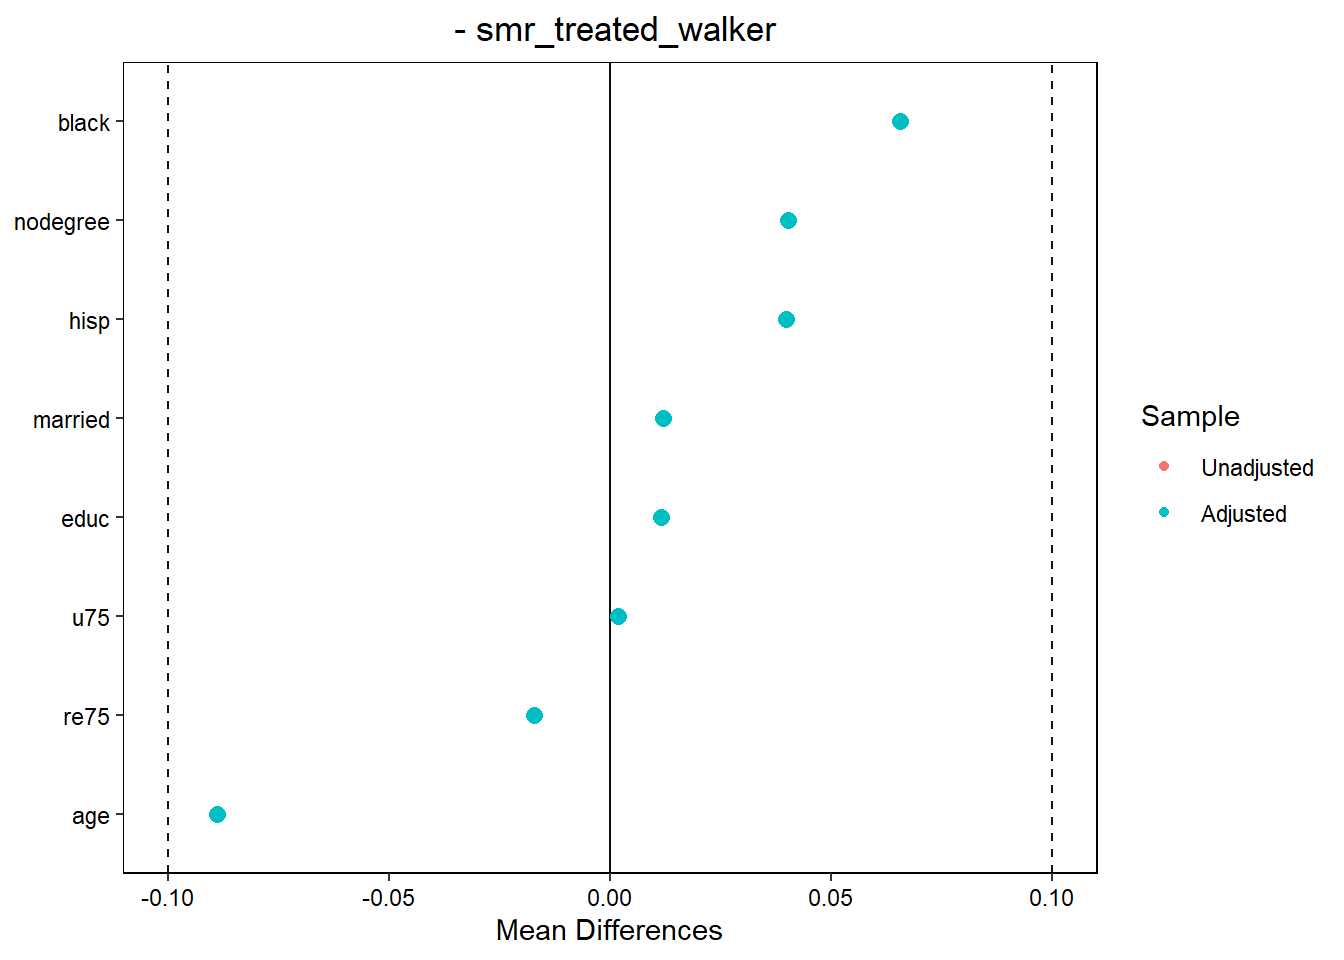 - smr_treated_walker
black
nodegree
hisp
married
educ
u75
re75
age
-0.10
-0.05
0.00
0.05
0.10
Mean Differences
Sample
Unadjusted
Adjusted